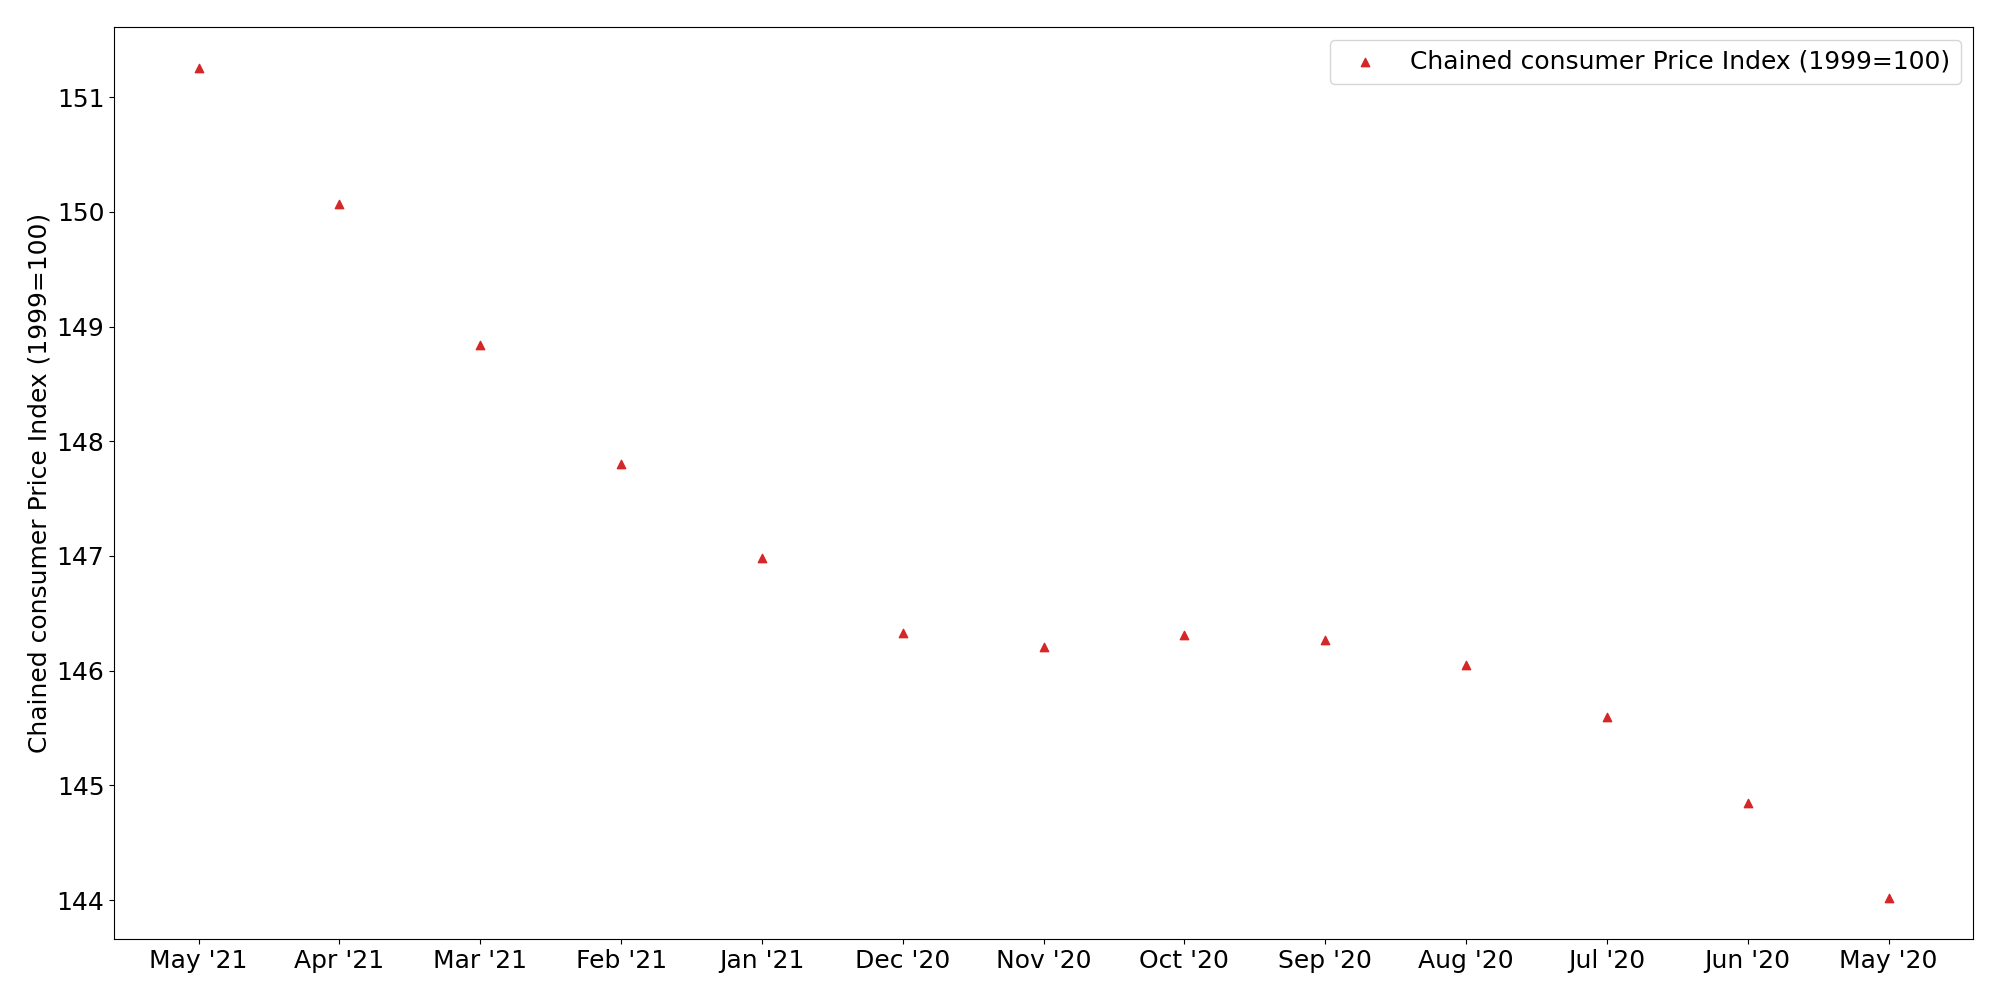 Chained consumer Price Index (1999=100)
Chained consumer Price Index (1999=100)
151
150
149
148
147
146
145
144
May '21
Apr '21
Mar '21
Feb '21
Jan '21
Dec '20
Nov '20
Oct '20
Sep '20
Aug '20
Jul '20
Jun '20
May '20